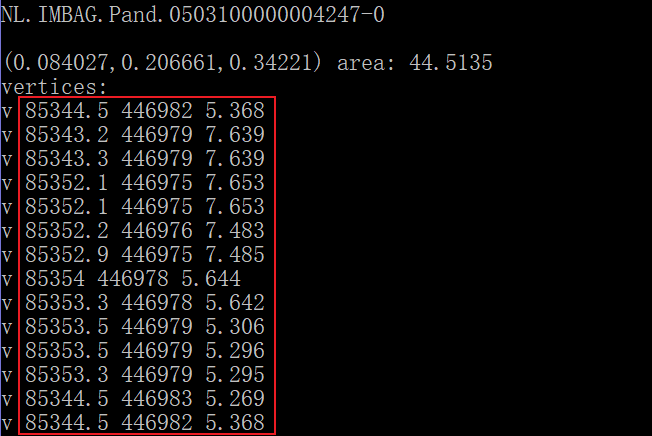 NL.IMBAG.Pand.0503100000004247-0
(0.084027,0.206661,0.34221) area: 44.5135
vertices:
v 85344.5 446982 5.368
v 85343.2 446979 7.639
v 85343.3 446979 7.639
v 85352.1 446975 7.653
v 85352.1 446975 7.653
v 85352.2 446976 7.483
v 85352.9 446975 7.485
v 85354 446978 5.644
v 85353.3 446978 5.642
v 85353.5 446979 5.306
v 85353.5 446979 5.296
v 85353.3 446979 5.295
v 85344.5 446983 5.269
v 85344.5 446982 5.368